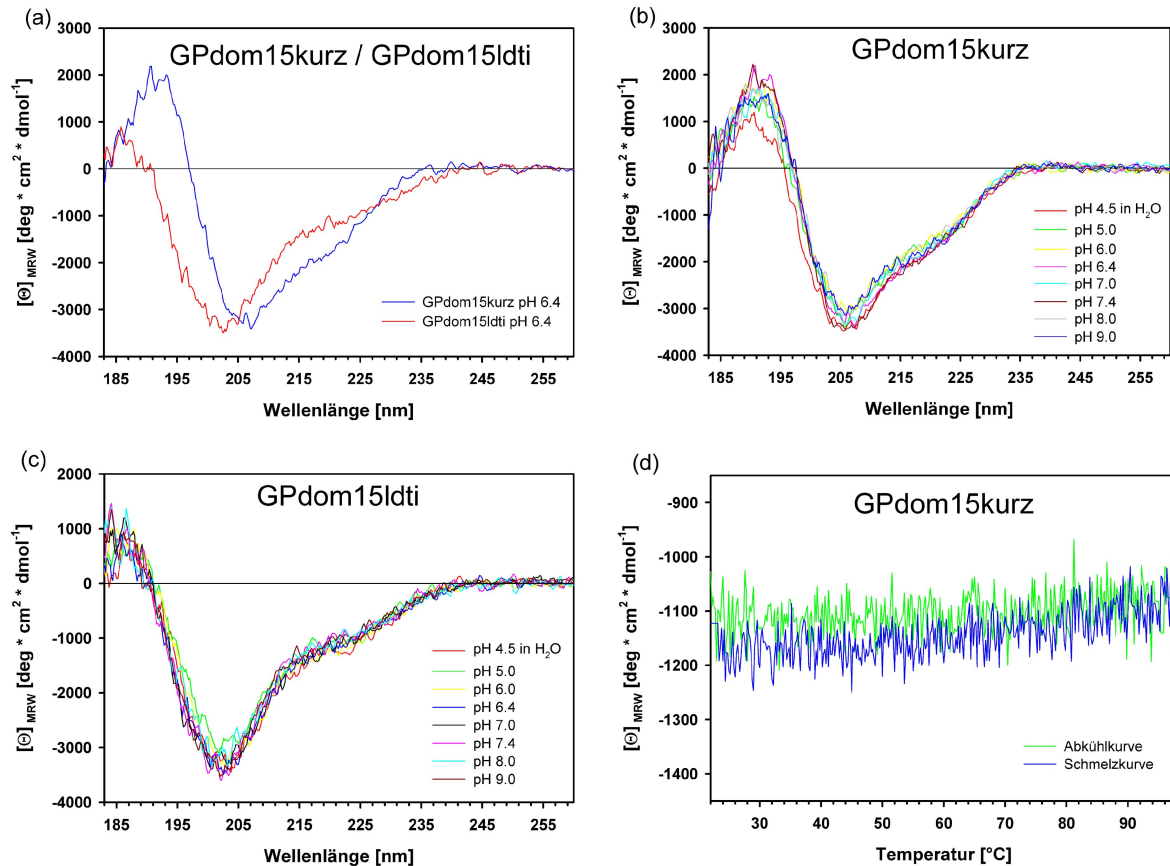 (a)
GPdom15kurz / GPdom15ldti
3000
2000
1000
0
-1000
-2000
-3000
-4000
[Θ] MRW [deg * cm² * dmol⁻¹]
GPdom15kurz pH 6.4
GPdom15ldti pH 6.4
185 195 205 215 225 235 245 255
Wellenlänge [nm]
(b)
GPdom15kurz
3000
2000
1000
0
-1000
-2000
-3000
-4000
[Θ] MRW [deg * cm² * dmol⁻¹]
pH 4.5 in H₂O
pH 5.0
pH 6.0
pH 6.4
pH 7.0
pH 7.4
pH 8.0
pH 9.0
185 195 205 215 225 235 245 255
Wellenlänge [nm]
(c)
GPdom15ldti
2000
1000
0
-1000
-2000
-3000
-4000
[Θ] MRW [deg * cm² * dmol⁻¹]
pH 4.5 in H₂O
pH 5.0
pH 6.0
pH 6.4
pH 7.0
pH 7.4
pH 8.0
pH 9.0
185 195 205 215 225 235 245 255
Wellenlänge [nm]
(d)
GPdom15kurz
-900
-1000
-1100
-1200
-1300
-1400
[Θ] MRW [deg * cm² * dmol⁻¹]
Abkühlkurve
Schmelzkurve
30 40 50 60 70 80 90
Temperatur [°C]